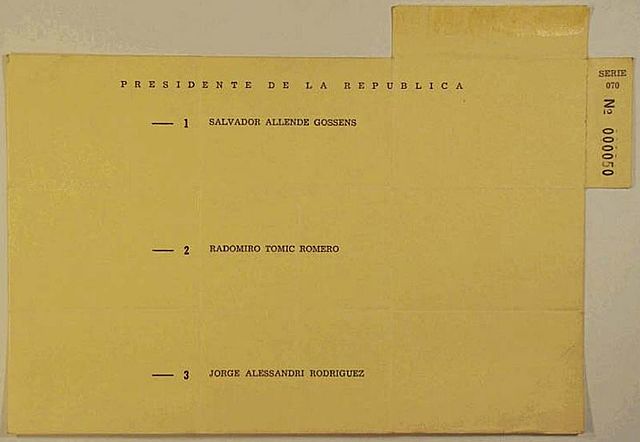 PRESIDENTE DE LA REPUBLICA
SERIE
070
Nº 000050
— 1 SALVADOR ALLENDE GOSSENS
— 2 RADOMIRO TOMIC ROMERO
— 3 JORGE ALESSANDRI RODRIGUEZ